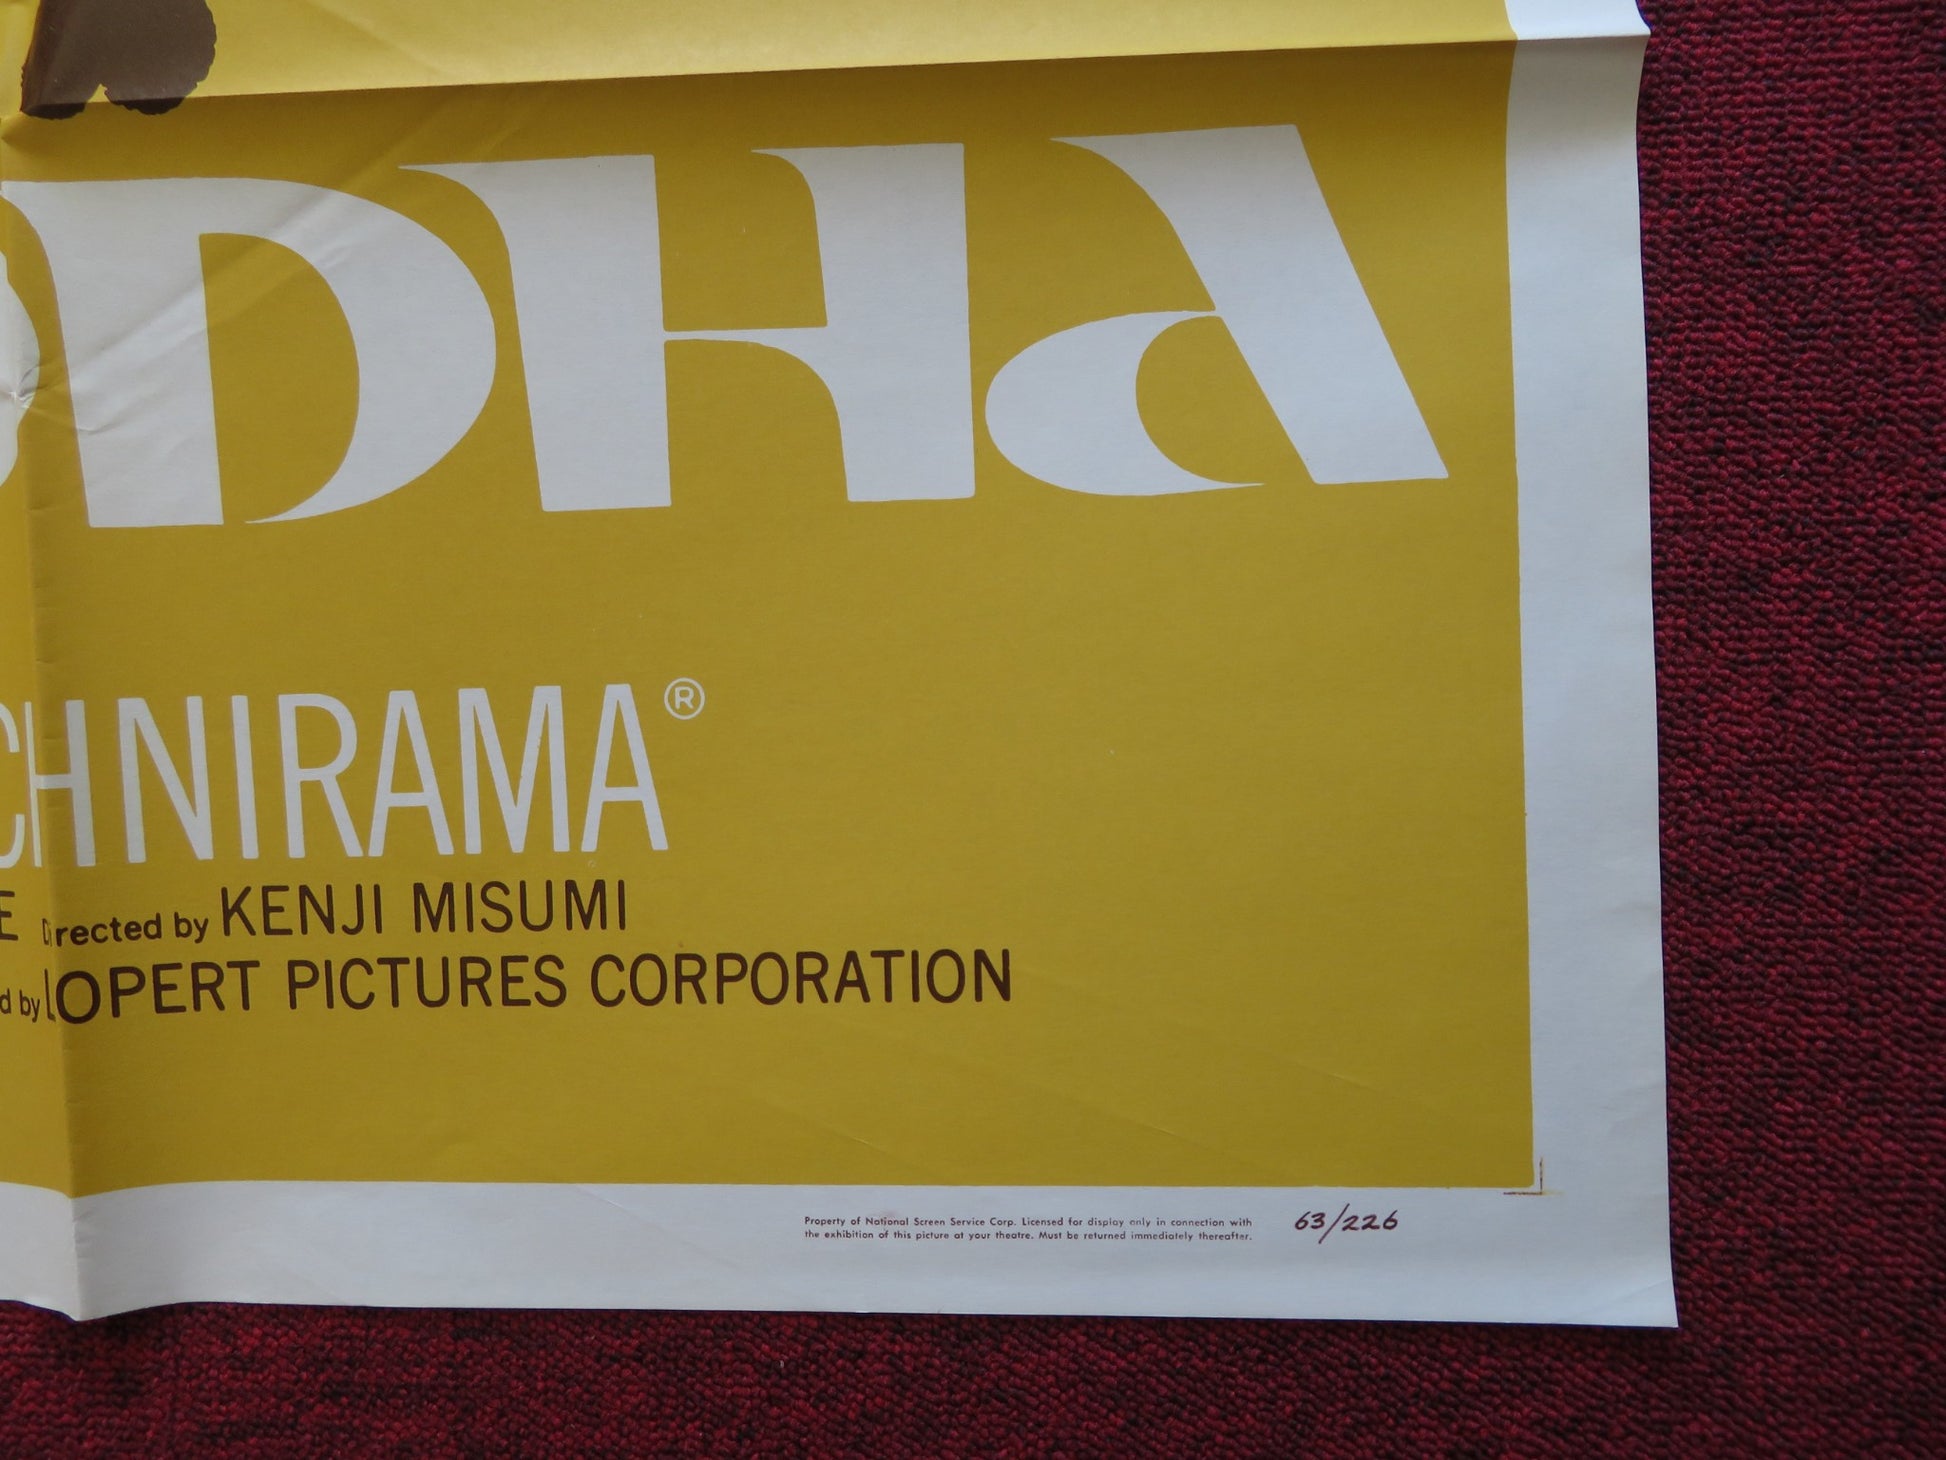 DDHA
CHNIRAMA®
E Directed by KENJI MISUMI
d by LOPERT PICTURES CORPORATION
Property of National Screen Service Corp. Licensed for display only in connection with
the exhibition of this picture at your theatre. Must be returned immediately thereafter.
63/226